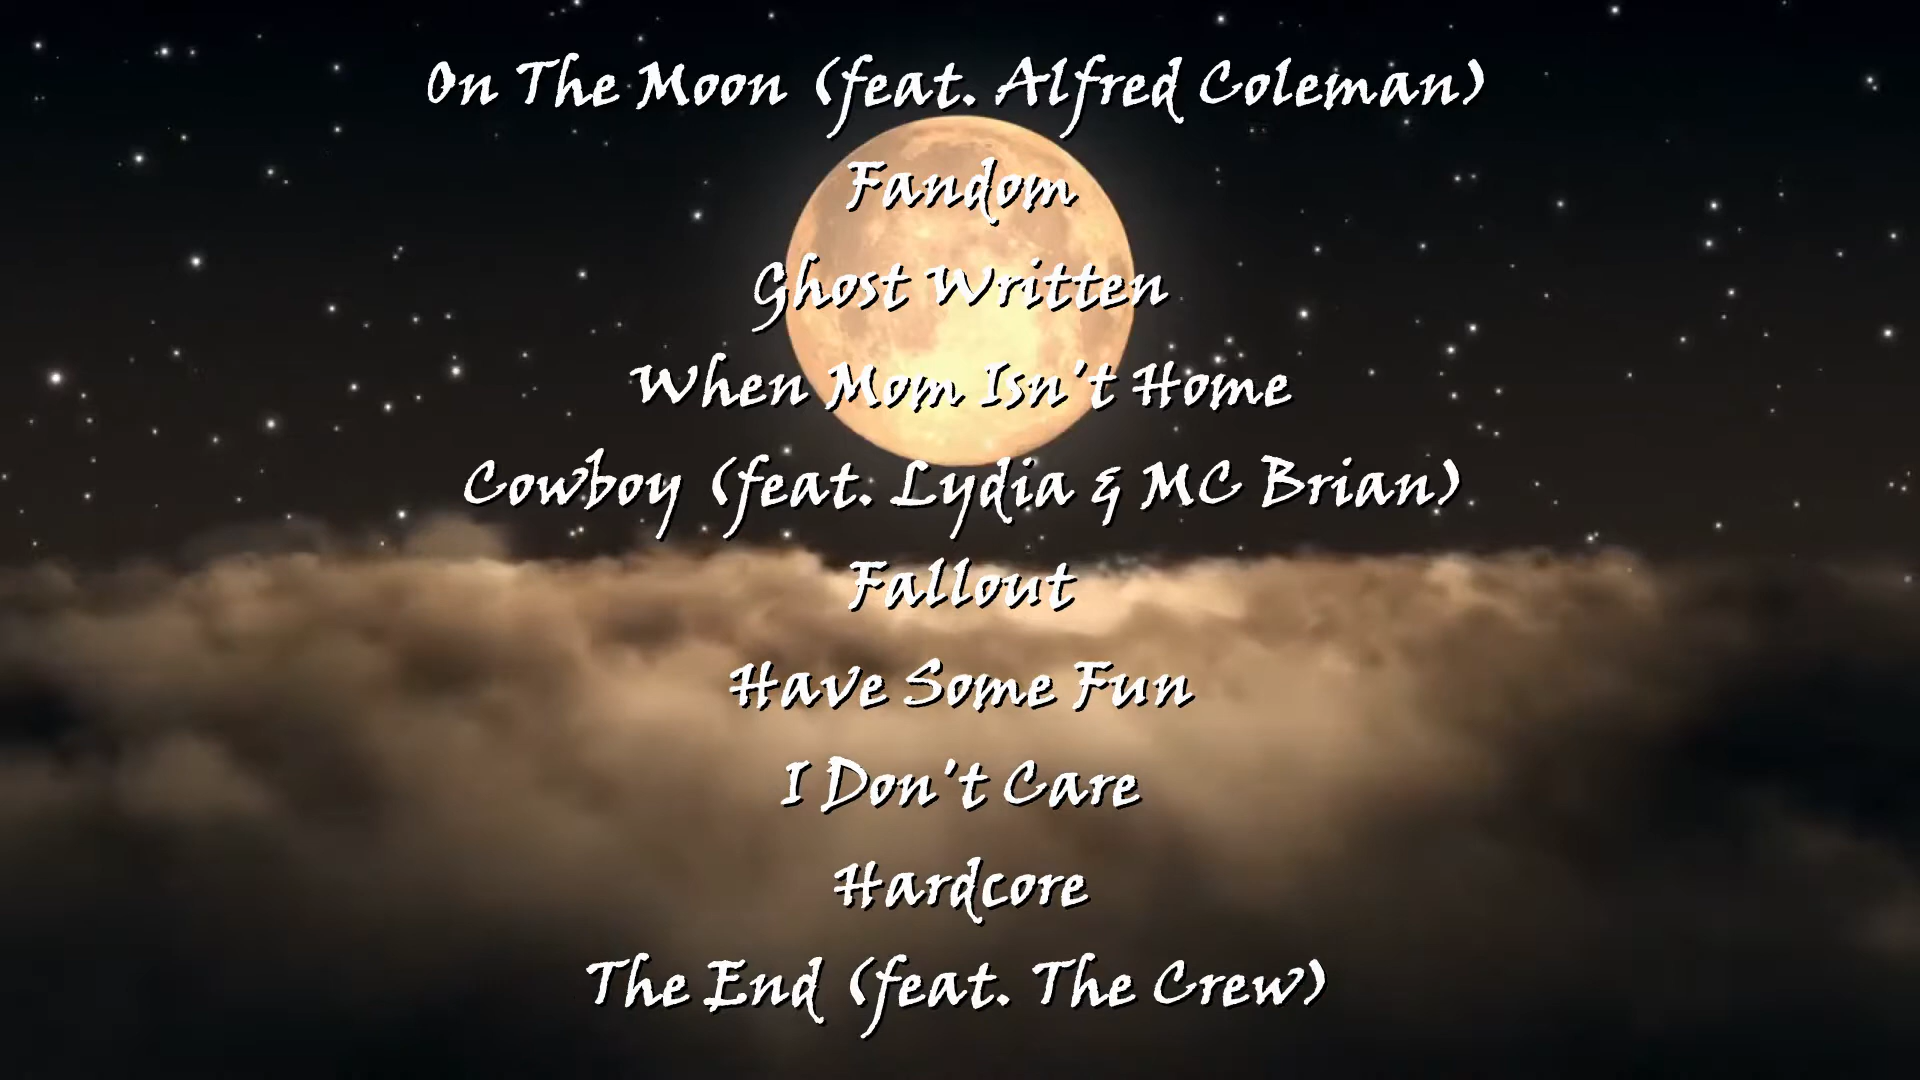 On The Moon (feat. Alfred Coleman)
Fandom
Ghost Written
When Mom Isn't Home
Cowboy (feat. Lydia & MC Brian)
Fallout
Have Some Fun
I Don't Care
Hardcore
The End (feat. The Crew)